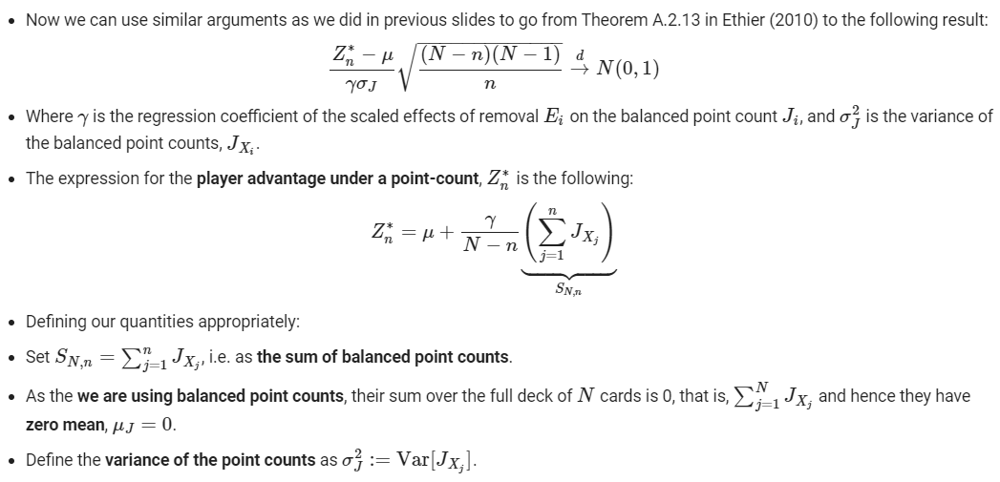 • Now we can use similar arguments as we did in previous slides to go from Theorem A.2.13 in Ethier (2010) to the following result:
$\frac{Z_n^* - \mu}{\gamma \sigma_J} \sqrt{\frac{(N-n)(N-1)}{n}} \xrightarrow{d} N(0,1)$
• Where $\gamma$ is the regression coefficient of the scaled effects of removal $E_i$ on the balanced point count $J_i$, and $\sigma_J^2$ is the variance of
the balanced point counts, $J_{X_i}$.
• The expression for the player advantage under a point-count, $Z_n^*$ is the following:
$Z_n^* = \mu + \frac{\gamma}{N-n} \underbrace{\left( \sum_{j=1}^{n} J_{X_j} \right)}_{S_{N,n}}$
• Defining our quantities appropriately:
• Set $S_{N,n} = \sum_{j=1}^{n} J_{X_j}$, i.e. as the sum of balanced point counts.
• As the we are using balanced point counts, their sum over the full deck of $N$ cards is 0, that is, $\sum_{j=1}^{N} J_{X_j}$ and hence they have
zero mean, $\mu_J = 0$.
• Define the variance of the point counts as $\sigma_J^2 := \mathrm{Var}[J_{X_j}]$.